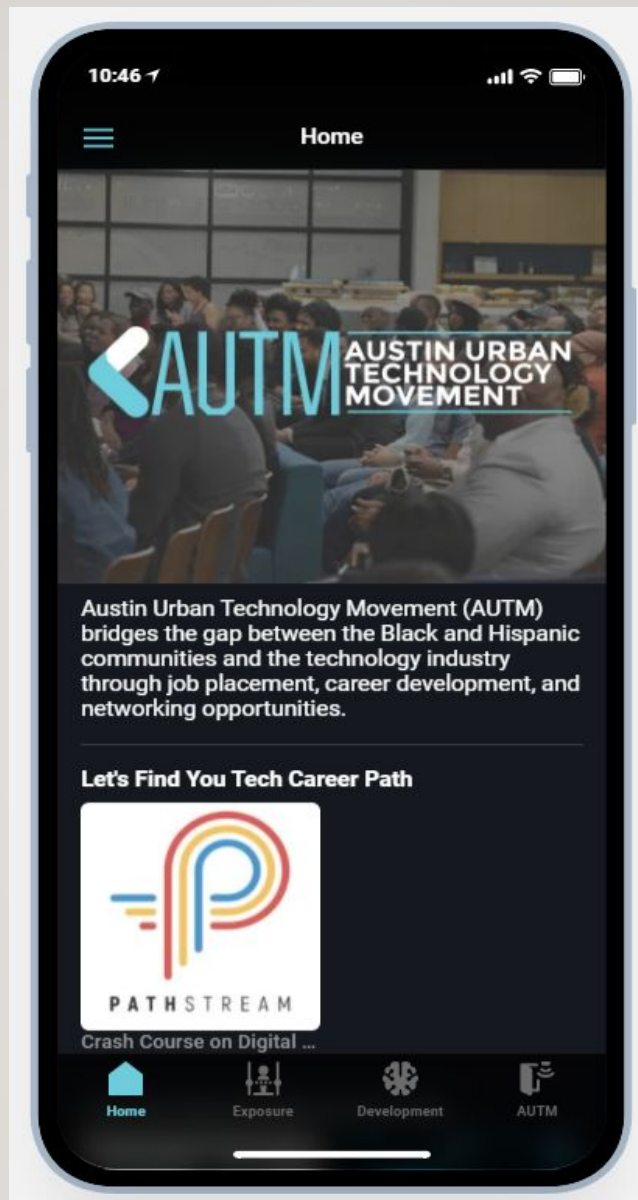 10:46
Home
AUTM AUSTIN URBAN
TECHNOLOGY
MOVEMENT
Austin Urban Technology Movement (AUTM)
bridges the gap between the Black and Hispanic
communities and the technology industry
through job placement, career development, and
networking opportunities.
Let's Find You Tech Career Path
PATHSTREAM
Crash Course on Digital ...
Home Exposure Development AUTM